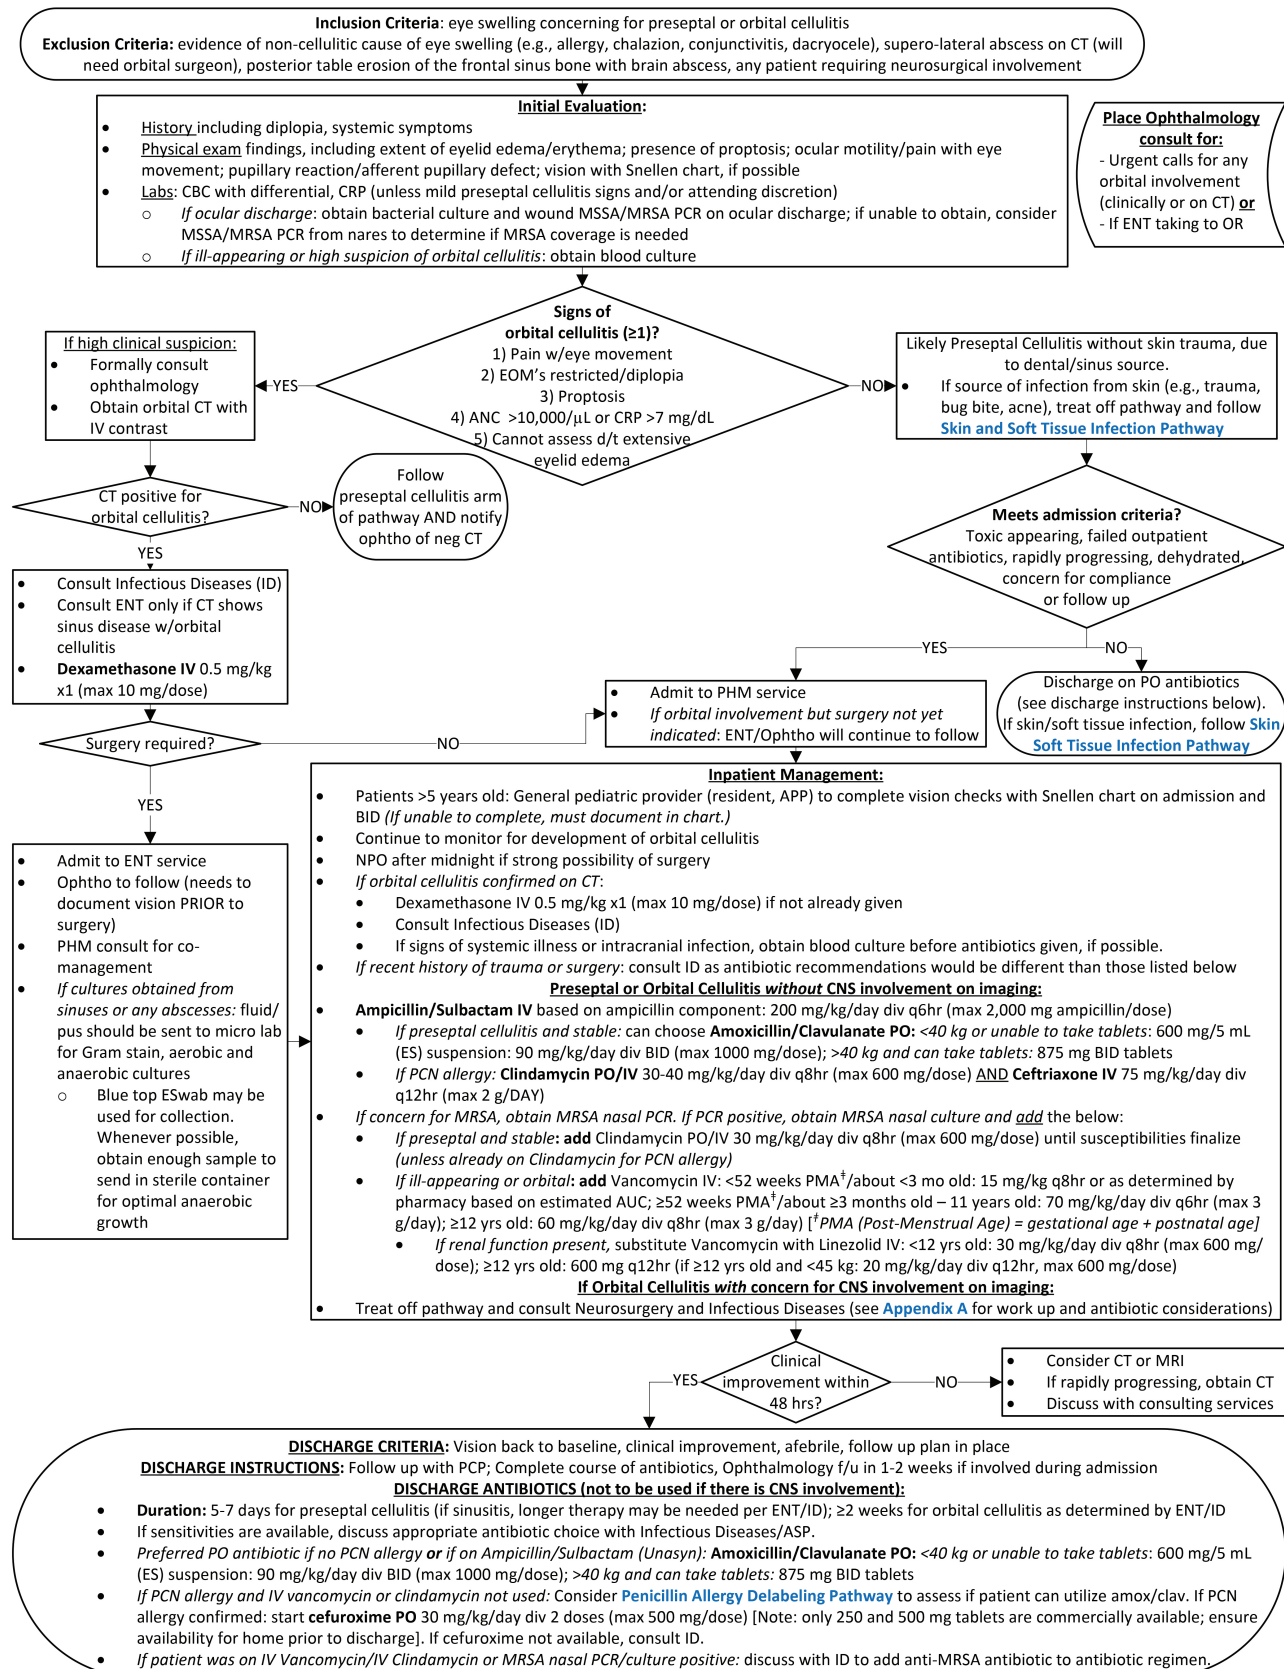 Inclusion Criteria: eye swelling concerning for preseptal or orbital cellulitis
Exclusion Criteria: evidence of non-cellulitic cause of eye swelling (e.g., allergy, chalazion, conjunctivitis, dacryocele), supero-lateral abscess on CT (will
need orbital surgeon), posterior table erosion of the frontal sinus bone with brain abscess, any patient requiring neurosurgical involvement
Initial Evaluation:
• History including diplopia, systemic symptoms
• Physical exam findings, including extent of eyelid edema/erythema; presence of proptosis; ocular motility/pain with eye
movement; pupillary reaction/afferent pupillary defect; vision with Snellen chart, if possible
• Labs: CBC with differential, CRP (unless mild preseptal cellulitis signs and/or attending discretion)
o If ocular discharge: obtain bacterial culture and wound MSSA/MRSA PCR on ocular discharge; if unable to obtain, consider
MSSA/MRSA PCR from nares to determine if MRSA coverage is needed
o If ill-appearing or high suspicion of orbital cellulitis: obtain blood culture
Place Ophthalmology
consult for:
- Urgent calls for any
orbital involvement
(clinically or on CT) or
- If ENT taking to OR
Signs of
orbital cellulitis (≥1)?
1) Pain w/eye movement
2) EOM's restricted/diplopia
3) Proptosis
4) ANC >10,000/μL or CRP >7 mg/dL
5) Cannot assess d/t extensive
eyelid edema
YES
NO
If high clinical suspicion:
• Formally consult
ophthalmology
• Obtain orbital CT with
IV contrast
Likely Preseptal Cellulitis without skin trauma, due
to dental/sinus source.
• If source of infection from skin (e.g., trauma,
bug bite, acne), treat off pathway and follow
Skin and Soft Tissue Infection Pathway
CT positive for
orbital cellulitis?
NO
Follow
preseptal cellulitis arm
of pathway AND notify
ophtho of neg CT
YES
Meets admission criteria?
Toxic appearing, failed outpatient
antibiotics, rapidly progressing, dehydrated,
concern for compliance
or follow up
• Consult Infectious Diseases (ID)
• Consult ENT only if CT shows
sinus disease w/orbital
cellulitis
• Dexamethasone IV 0.5 mg/kg
x1 (max 10 mg/dose)
YES
NO
• Admit to PHM service
• If orbital involvement but surgery not yet
indicated: ENT/Ophtho will continue to follow
Discharge on PO antibiotics
(see discharge instructions below).
If skin/soft tissue infection, follow Skin
Soft Tissue Infection Pathway
Surgery required?
NO
YES
• Admit to ENT service
• Ophtho to follow (needs to
document vision PRIOR to
surgery)
• PHM consult for co-
management
• If cultures obtained from
sinuses or any abscesses: fluid/
pus should be sent to micro lab
for Gram stain, aerobic and
anaerobic cultures
o Blue top ESwab may be
used for collection.
Whenever possible,
obtain enough sample to
send in sterile container
for optimal anaerobic
growth
Inpatient Management:
• Patients >5 years old: General pediatric provider (resident, APP) to complete vision checks with Snellen chart on admission and
BID (If unable to complete, must document in chart.)
• Continue to monitor for development of orbital cellulitis
• NPO after midnight if strong possibility of surgery
• If orbital cellulitis confirmed on CT:
• Dexamethasone IV 0.5 mg/kg x1 (max 10 mg/dose) if not already given
• Consult Infectious Diseases (ID)
• If signs of systemic illness or intracranial infection, obtain blood culture before antibiotics given, if possible.
• If recent history of trauma or surgery: consult ID as antibiotic recommendations would be different than those listed below
Preseptal or Orbital Cellulitis without CNS involvement on imaging:
• Ampicillin/Sulbactam IV based on ampicillin component: 200 mg/kg/day div q6hr (max 2,000 mg ampicillin/dose)
• If preseptal cellulitis and stable: can choose Amoxicillin/Clavulanate PO: <40 kg or unable to take tablets: 600 mg/5 mL
(ES) suspension: 90 mg/kg/day div BID (max 1000 mg/dose); >40 kg and can take tablets: 875 mg BID tablets
• If PCN allergy: Clindamycin PO/IV 30-40 mg/kg/day div q8hr (max 600 mg/dose) AND Ceftriaxone IV 75 mg/kg/day div
q12hr (max 2 g/DAY)
• If concern for MRSA, obtain MRSA nasal PCR. If PCR positive, obtain MRSA nasal culture and add the below:
• If preseptal and stable: add Clindamycin PO/IV 30 mg/kg/day div q8hr (max 600 mg/dose) until susceptibilities finalize
(unless already on Clindamycin for PCN allergy)
• If ill-appearing or orbital: add Vancomycin IV: <52 weeks PMA‡/about <3 mo old: 15 mg/kg q8hr or as determined by
pharmacy based on estimated AUC; ≥52 weeks PMA‡/about ≥3 months old – 11 years old: 70 mg/kg/day div q6hr (max 3
g/day); ≥12 yrs old: 60 mg/kg/day div q8hr (max 3 g/day) [‡PMA (Post-Menstrual Age) = gestational age + postnatal age]
• If renal function present, substitute Vancomycin with Linezolid IV: <12 yrs old: 30 mg/kg/day div q8hr (max 600 mg/
dose); ≥12 yrs old: 600 mg q12hr (if ≥12 yrs old and <45 kg: 20 mg/kg/day div q12hr, max 600 mg/dose)
If Orbital Cellulitis with concern for CNS involvement on imaging:
• Treat off pathway and consult Neurosurgery and Infectious Diseases (see Appendix A for work up and antibiotic considerations)
Clinical
improvement within
48 hrs?
YES
NO
• Consider CT or MRI
• If rapidly progressing, obtain CT
• Discuss with consulting services
DISCHARGE CRITERIA: Vision back to baseline, clinical improvement, afebrile, follow up plan in place
DISCHARGE INSTRUCTIONS: Follow up with PCP; Complete course of antibiotics, Ophthalmology f/u in 1-2 weeks if involved during admission
DISCHARGE ANTIBIOTICS (not to be used if there is CNS involvement):
• Duration: 5-7 days for preseptal cellulitis (if sinusitis, longer therapy may be needed per ENT/ID); ≥2 weeks for orbital cellulitis as determined by ENT/ID
• If sensitivities are available, discuss appropriate antibiotic choice with Infectious Diseases/ASP.
• Preferred PO antibiotic if no PCN allergy or if on Ampicillin/Sulbactam (Unasyn): Amoxicillin/Clavulanate PO: <40 kg or unable to take tablets: 600 mg/5 mL
(ES) suspension: 90 mg/kg/day div BID (max 1000 mg/dose); >40 kg and can take tablets: 875 mg BID tablets
• If PCN allergy and IV vancomycin or clindamycin not used: Consider Penicillin Allergy Delabeling Pathway to assess if patient can utilize amox/clav. If PCN
allergy confirmed: start cefuroxime PO 30 mg/kg/day div 2 doses (max 500 mg/dose) [Note: only 250 and 500 mg tablets are commercially available; ensure
availability for home prior to discharge]. If cefuroxime not available, consult ID.
• If patient was on IV Vancomycin/IV Clindamycin or MRSA nasal PCR/culture positive: discuss with ID to add anti-MRSA antibiotic to antibiotic regimen.